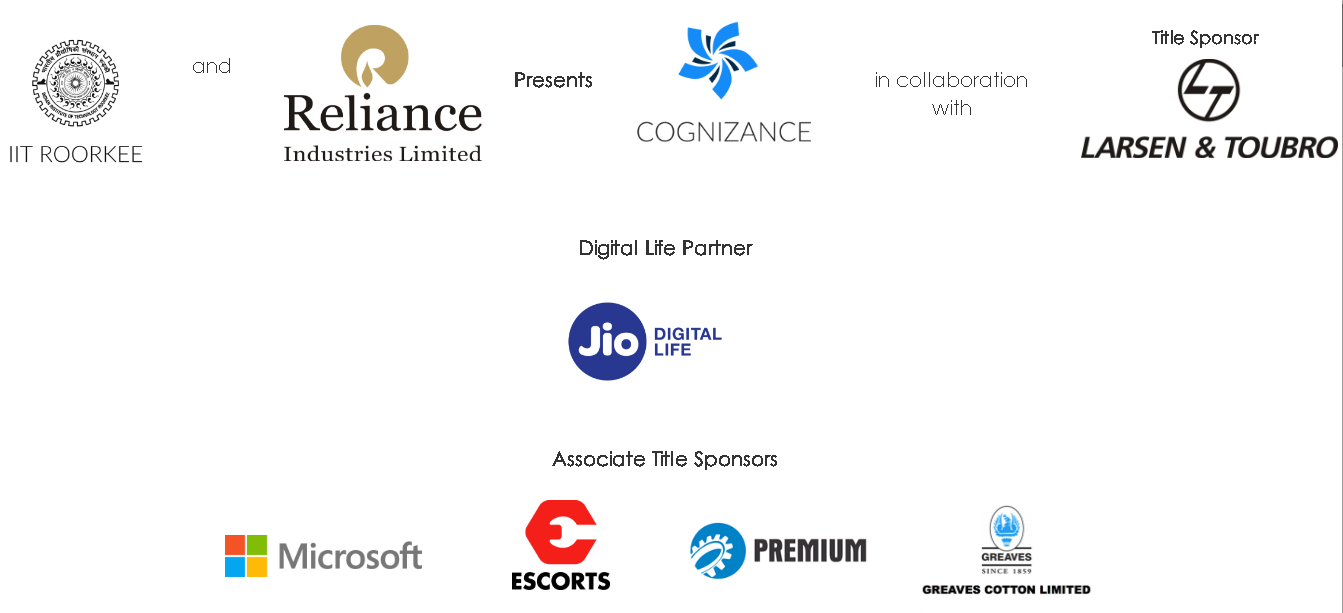 IIT ROORKEE
and
Reliance
Industries Limited
Presents
COGNIZANCE
in collaboration
with
Title Sponsor
LT
LARSEN & TOUBRO
Digital Life Partner
Jio
DIGITAL
LIFE
Associate Title Sponsors
Microsoft
ESCORTS
PREMIUM
GREAVES
SINCE 1859
GREAVES COTTON LIMITED